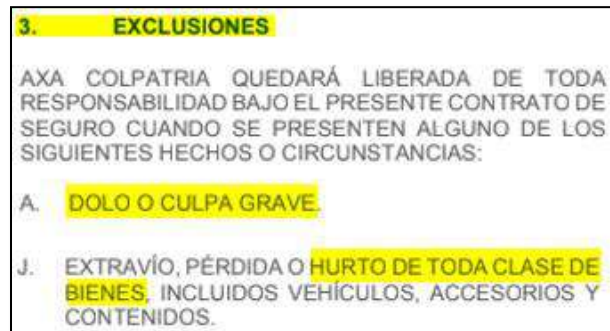 3. EXCLUSIONES
AXA COLPATRIA QUEDARÁ LIBERADA DE TODA
RESPONSABILIDAD BAJO EL PRESENTE CONTRATO DE
SEGURO CUANDO SE PRESENTEN ALGUNO DE LOS
SIGUIENTES HECHOS O CIRCUNSTANCIAS:
A. DOLO O CULPA GRAVE.
J. EXTRAVÍO, PÉRDIDA O HURTO DE TODA CLASE DE
BIENES, INCLUIDOS VEHÍCULOS, ACCESORIOS Y
CONTENIDOS.